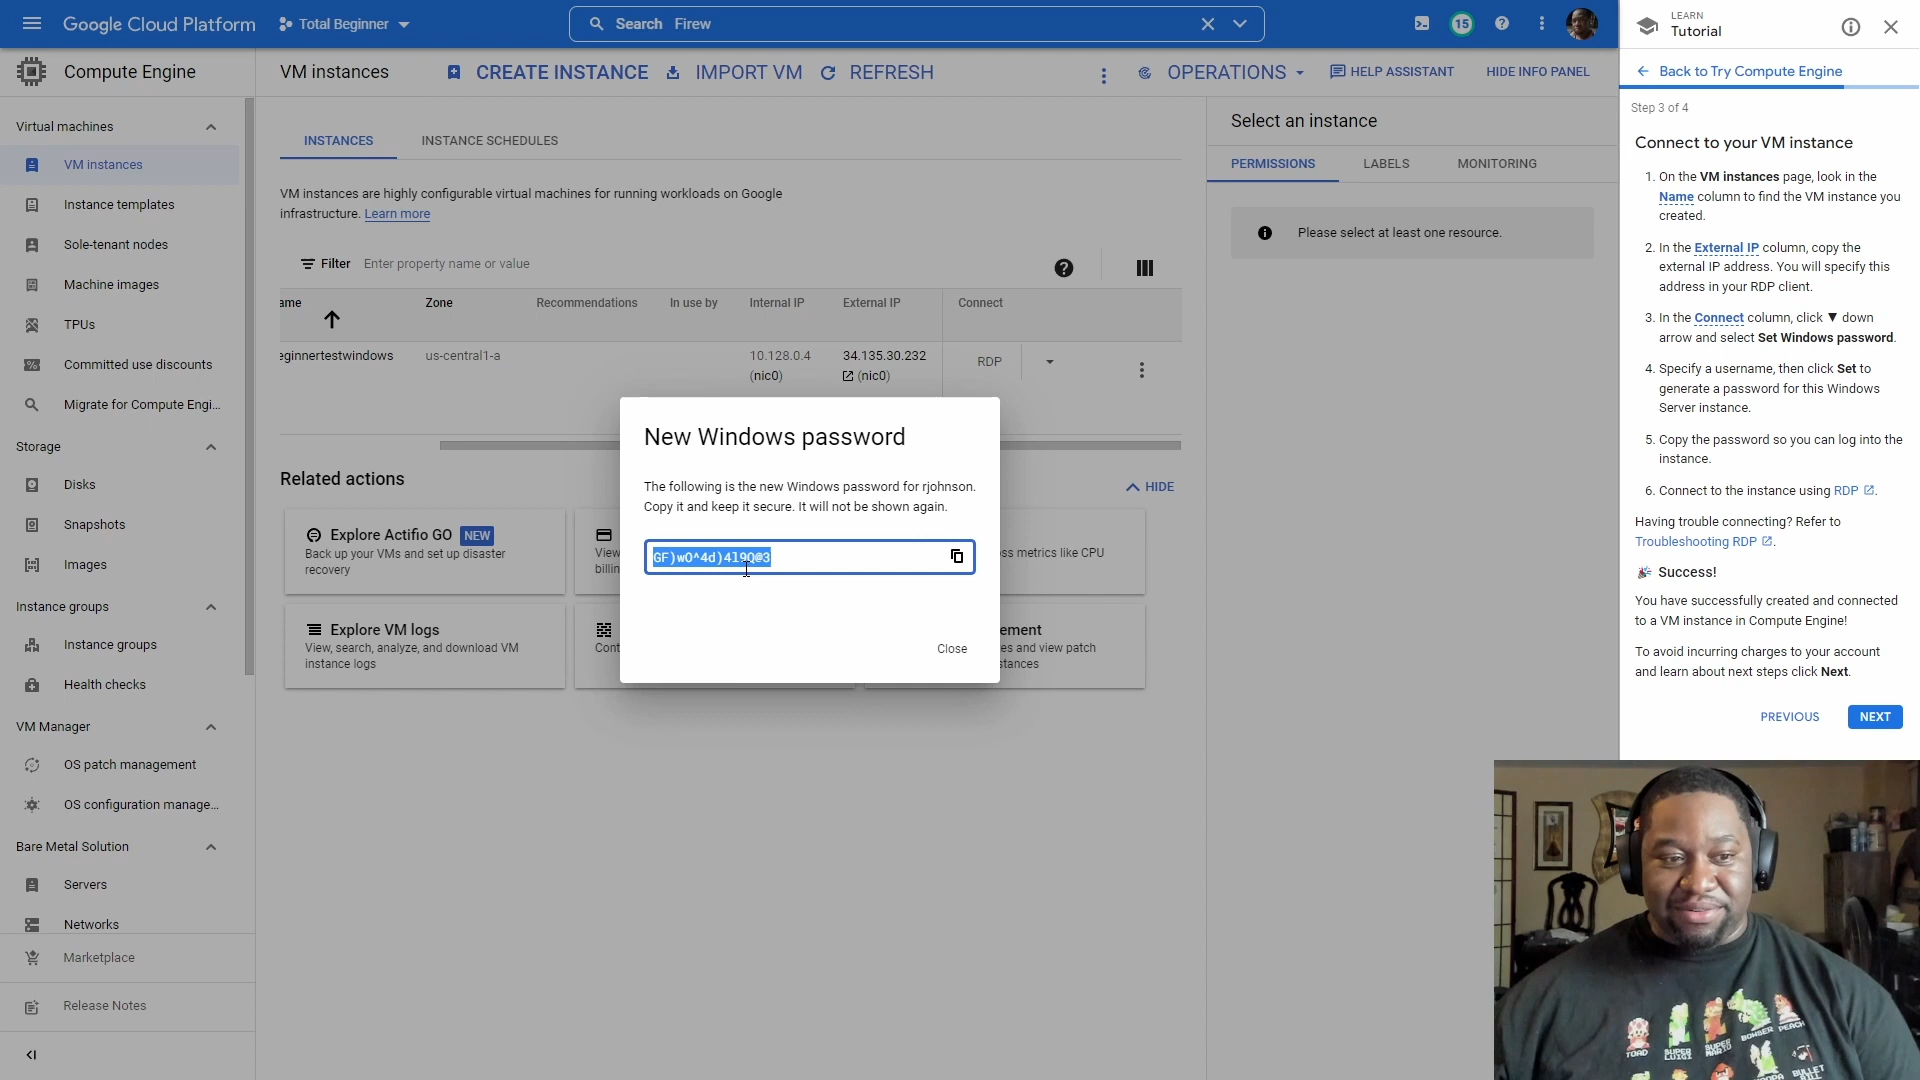 Google Cloud Platform
Total Beginner
Search Firew
15
Compute Engine
VM instances
CREATE INSTANCE
IMPORT VM
REFRESH
OPERATIONS
HELP ASSISTANT
HIDE INFO PANEL
Virtual machines
VM instances
Instance templates
Sole-tenant nodes
Machine images
TPUs
Committed use discounts
Migrate for Compute Engi...
Storage
Disks
Snapshots
Images
Instance groups
Instance groups
Health checks
VM Manager
OS patch management
OS configuration manage...
Bare Metal Solution
Servers
Networks
Marketplace
Release Notes
INSTANCES
INSTANCE SCHEDULES
VM instances are highly configurable virtual machines for running workloads on Google
infrastructure. Learn more
Filter Enter property name or value
ame Zone Recommendations In use by Internal IP External IP Connect
eginnertestwindows us-central1-a 10.128.0.4 34.135.30.232 RDP
(nic0) (nic0)
Related actions
HIDE
Explore Actifio GO NEW
Back up your VMs and set up disaster
recovery
View
billin
ss metrics like CPU
Explore VM logs
View, search, analyze, and download VM
instance logs
Cont
ement
es and view patch
stances
New Windows password
The following is the new Windows password for rjohnson.
Copy it and keep it secure. It will not be shown again.
GF)wO^4d)4l9Q@3
Close
Select an instance
PERMISSIONS
LABELS
MONITORING
Please select at least one resource.
LEARN
Tutorial
Back to Try Compute Engine
Step 3 of 4
Connect to your VM instance
1. On the VM instances page, look in the
Name column to find the VM instance you
created.
2. In the External IP column, copy the
external IP address. You will specify this
address in your RDP client.
3. In the Connect column, click ▼ down
arrow and select Set Windows password.
4. Specify a username, then click Set to
generate a password for this Windows
Server instance.
5. Copy the password so you can log into the
instance.
6. Connect to the instance using RDP.
Having trouble connecting? Refer to
Troubleshooting RDP.
Success!
You have successfully created and connected
to a VM instance in Compute Engine!
To avoid incurring charges to your account
and learn about next steps click Next.
PREVIOUS
NEXT
TOAD
SUPER
LUIGI
SUPER
MARIO
BOWSER
PEACH
BULLET
BILL